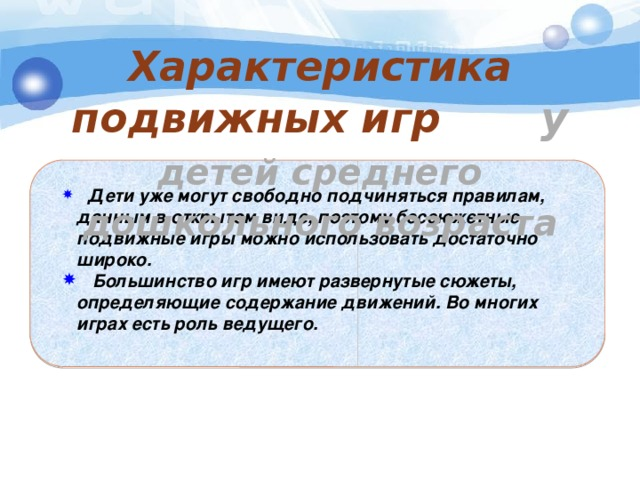 Характеристика
подвижных игр у
детей среднего
дошкольного возраста
Дети уже могут свободно подчиняться правилам,
данным в открытом виде, поэтому бессюжетные
подвижные игры можно использовать достаточно
широко.
Большинство игр имеют развернутые сюжеты,
определяющие содержание движений. Во многих
играх есть роль ведущего.